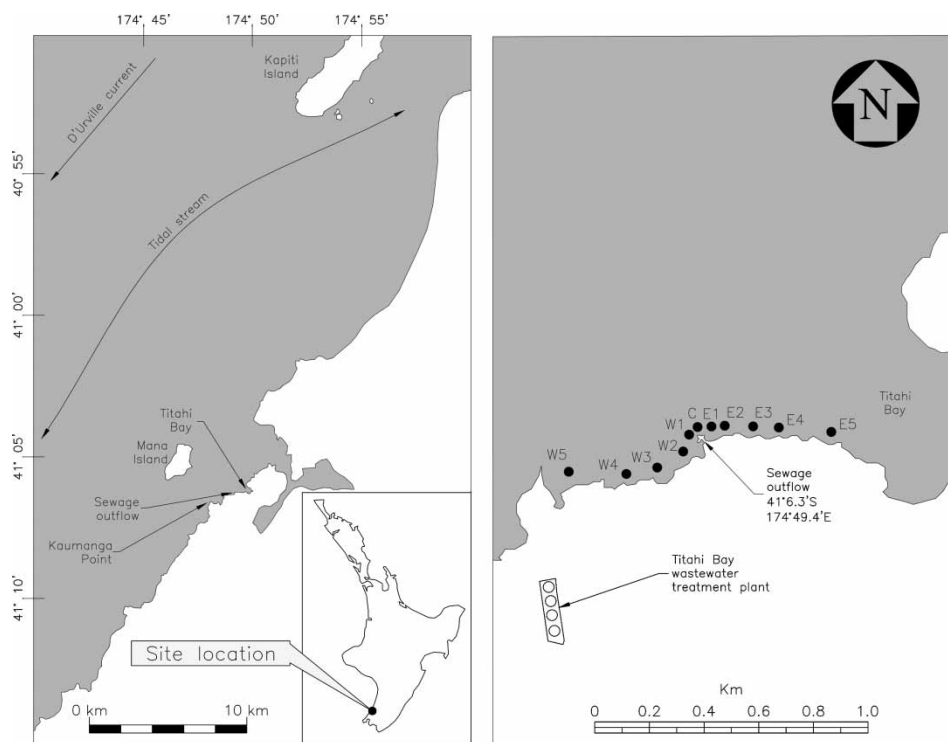 174° 45'
174° 50'
174° 55'
Kapiti
Island
D'Urville current
40° 55'
Tidal stream
41° 00'
Titahi
Bay
Mana
Island
41° 05'
Sewage
outflow
Kaumanga
Point
41° 10'
Site location
0 km
10 km
N
Titahi
Bay
W5
W4
W3
W2
W1
C
E1
E2
E3
E4
E5
Sewage
outflow
41°6.3'S
174°49.4'E
Titahi Bay
wastewater
treatment plant
Km
0
0.2
0.4
0.6
0.8
1.0